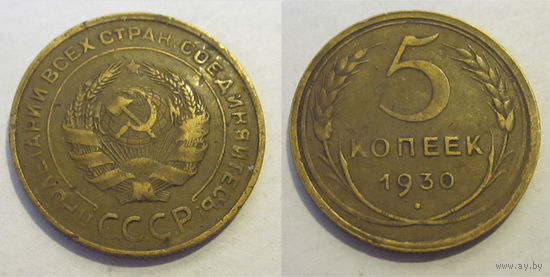 ПРОЛЕТАРИИ ВСЕХ СТРАН, СОЕДИНЯЙТЕСЬ!
СССР
5
КОПЕЕК
1930
www.ay.by